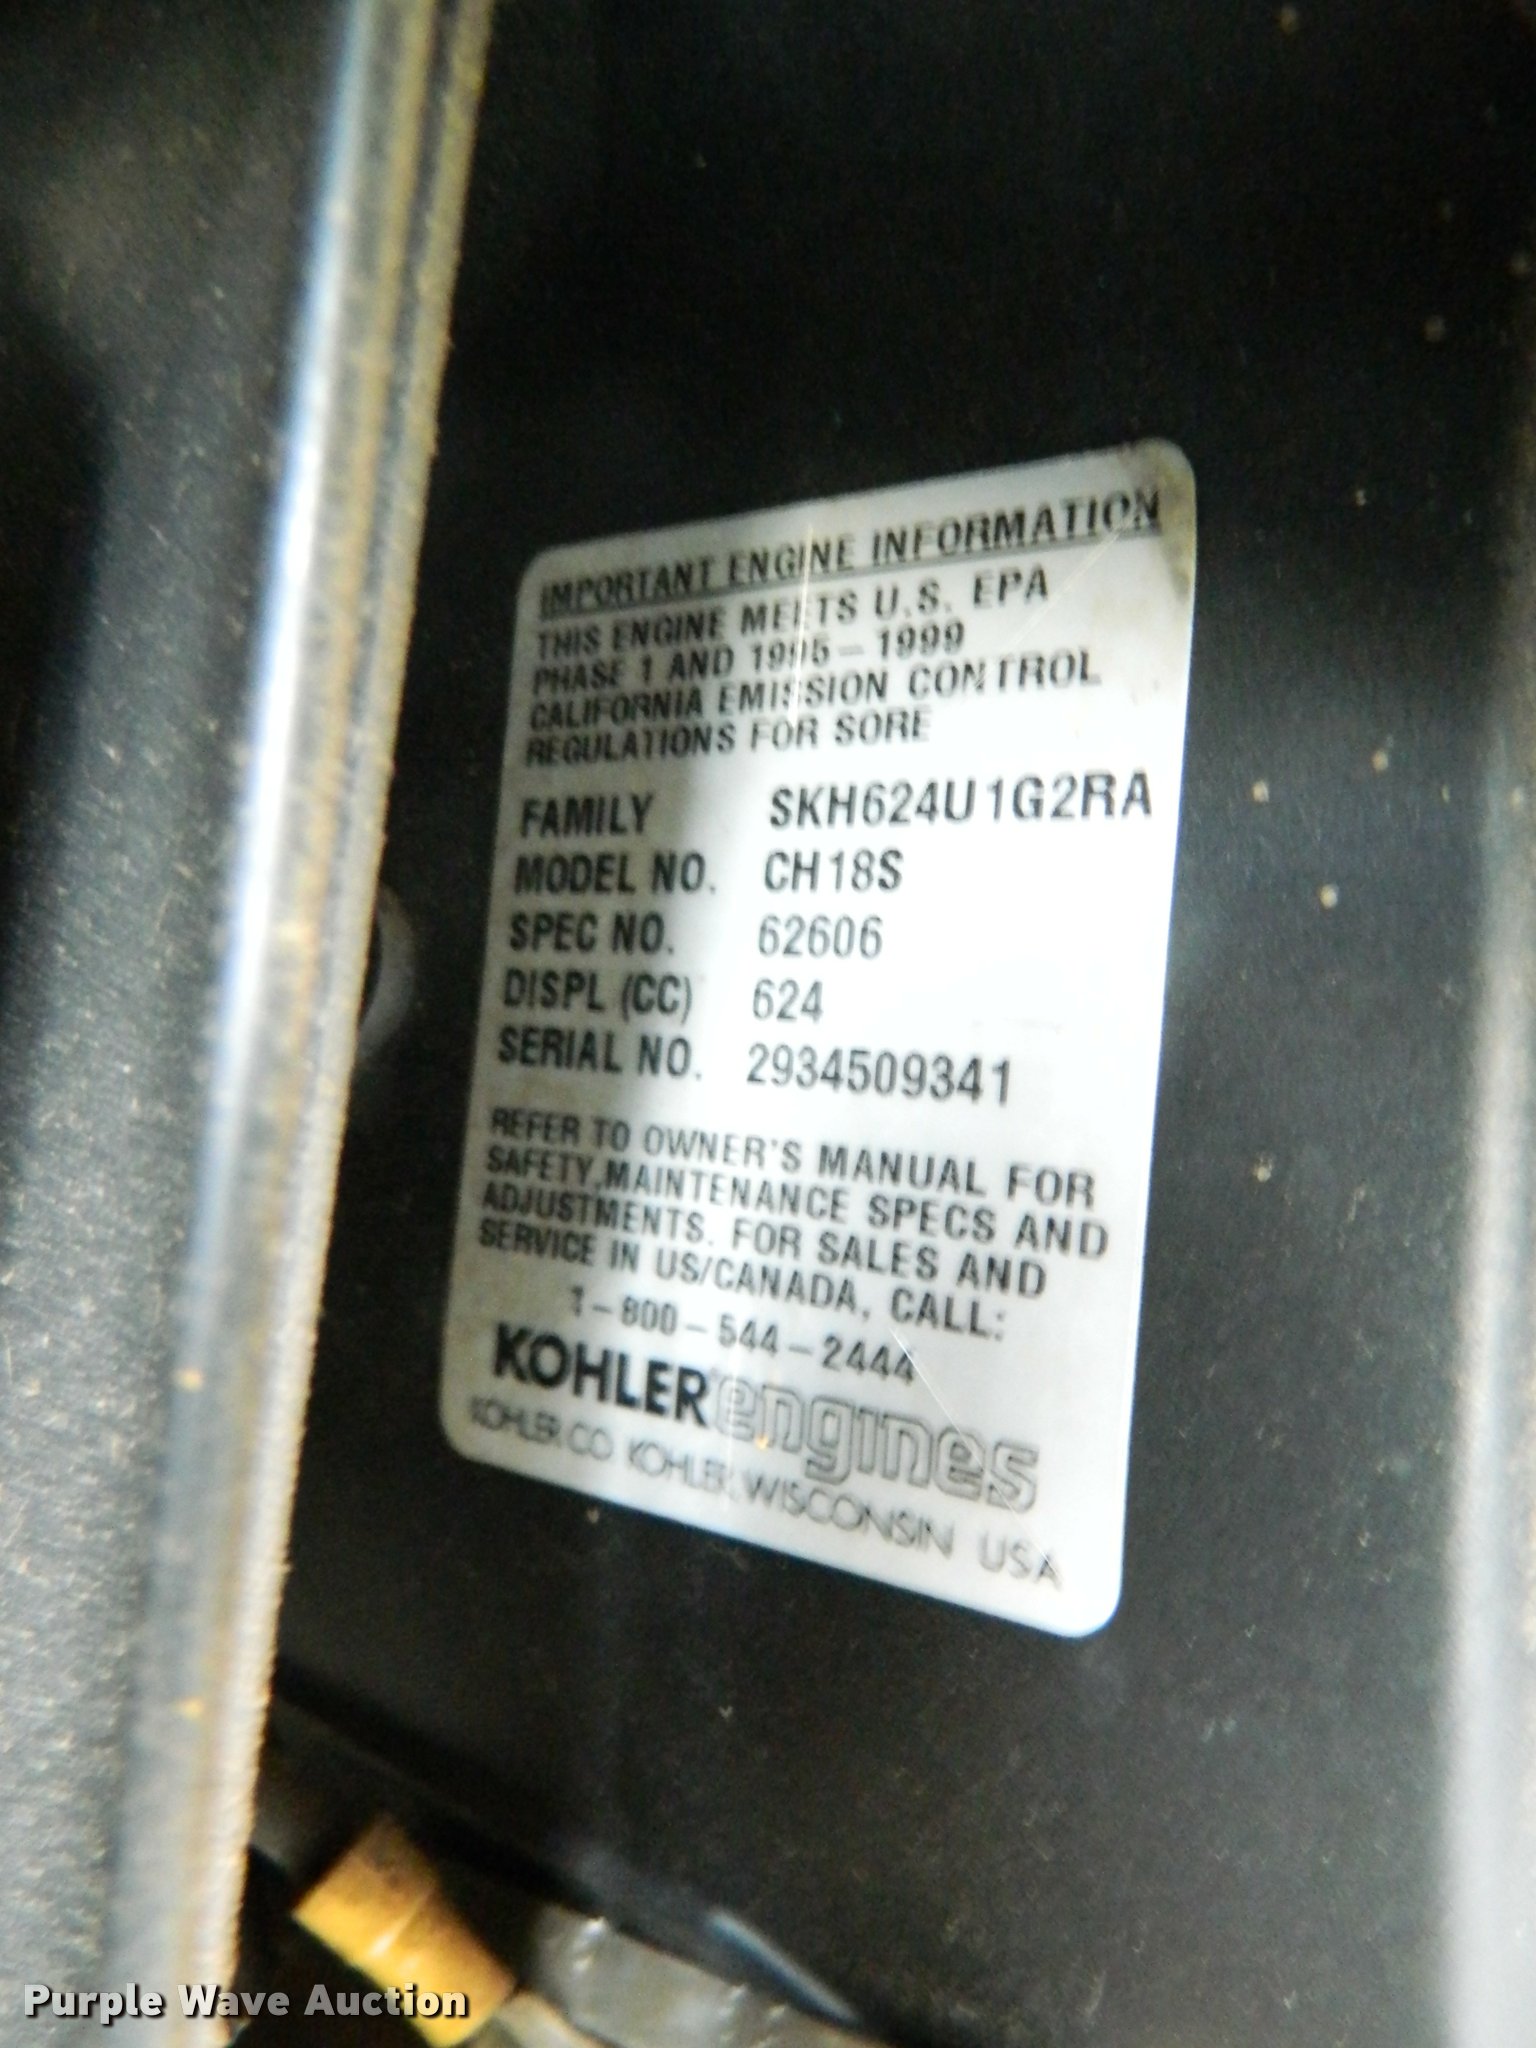 IMPORTANT ENGINE INFORMATION
THIS ENGINE MEETS U.S. EPA
PHASE 1 AND 1995-1999
CALIFORNIA EMISSION CONTROL
REGULATIONS FOR SORE
FAMILY SKH624U1G2RA
MODEL NO. CH18S
SPEC NO. 62606
DISPL (CC) 624
SERIAL NO. 2934509341
REFER TO OWNER'S MANUAL FOR
SAFETY, MAINTENANCE SPECS AND
ADJUSTMENTS. FOR SALES AND
SERVICE IN US/CANADA, CALL:
1-800-544-2444
KOHLER engines
KOHLER CO. KOHLER, WISCONSIN USA
Purple Wave Auction